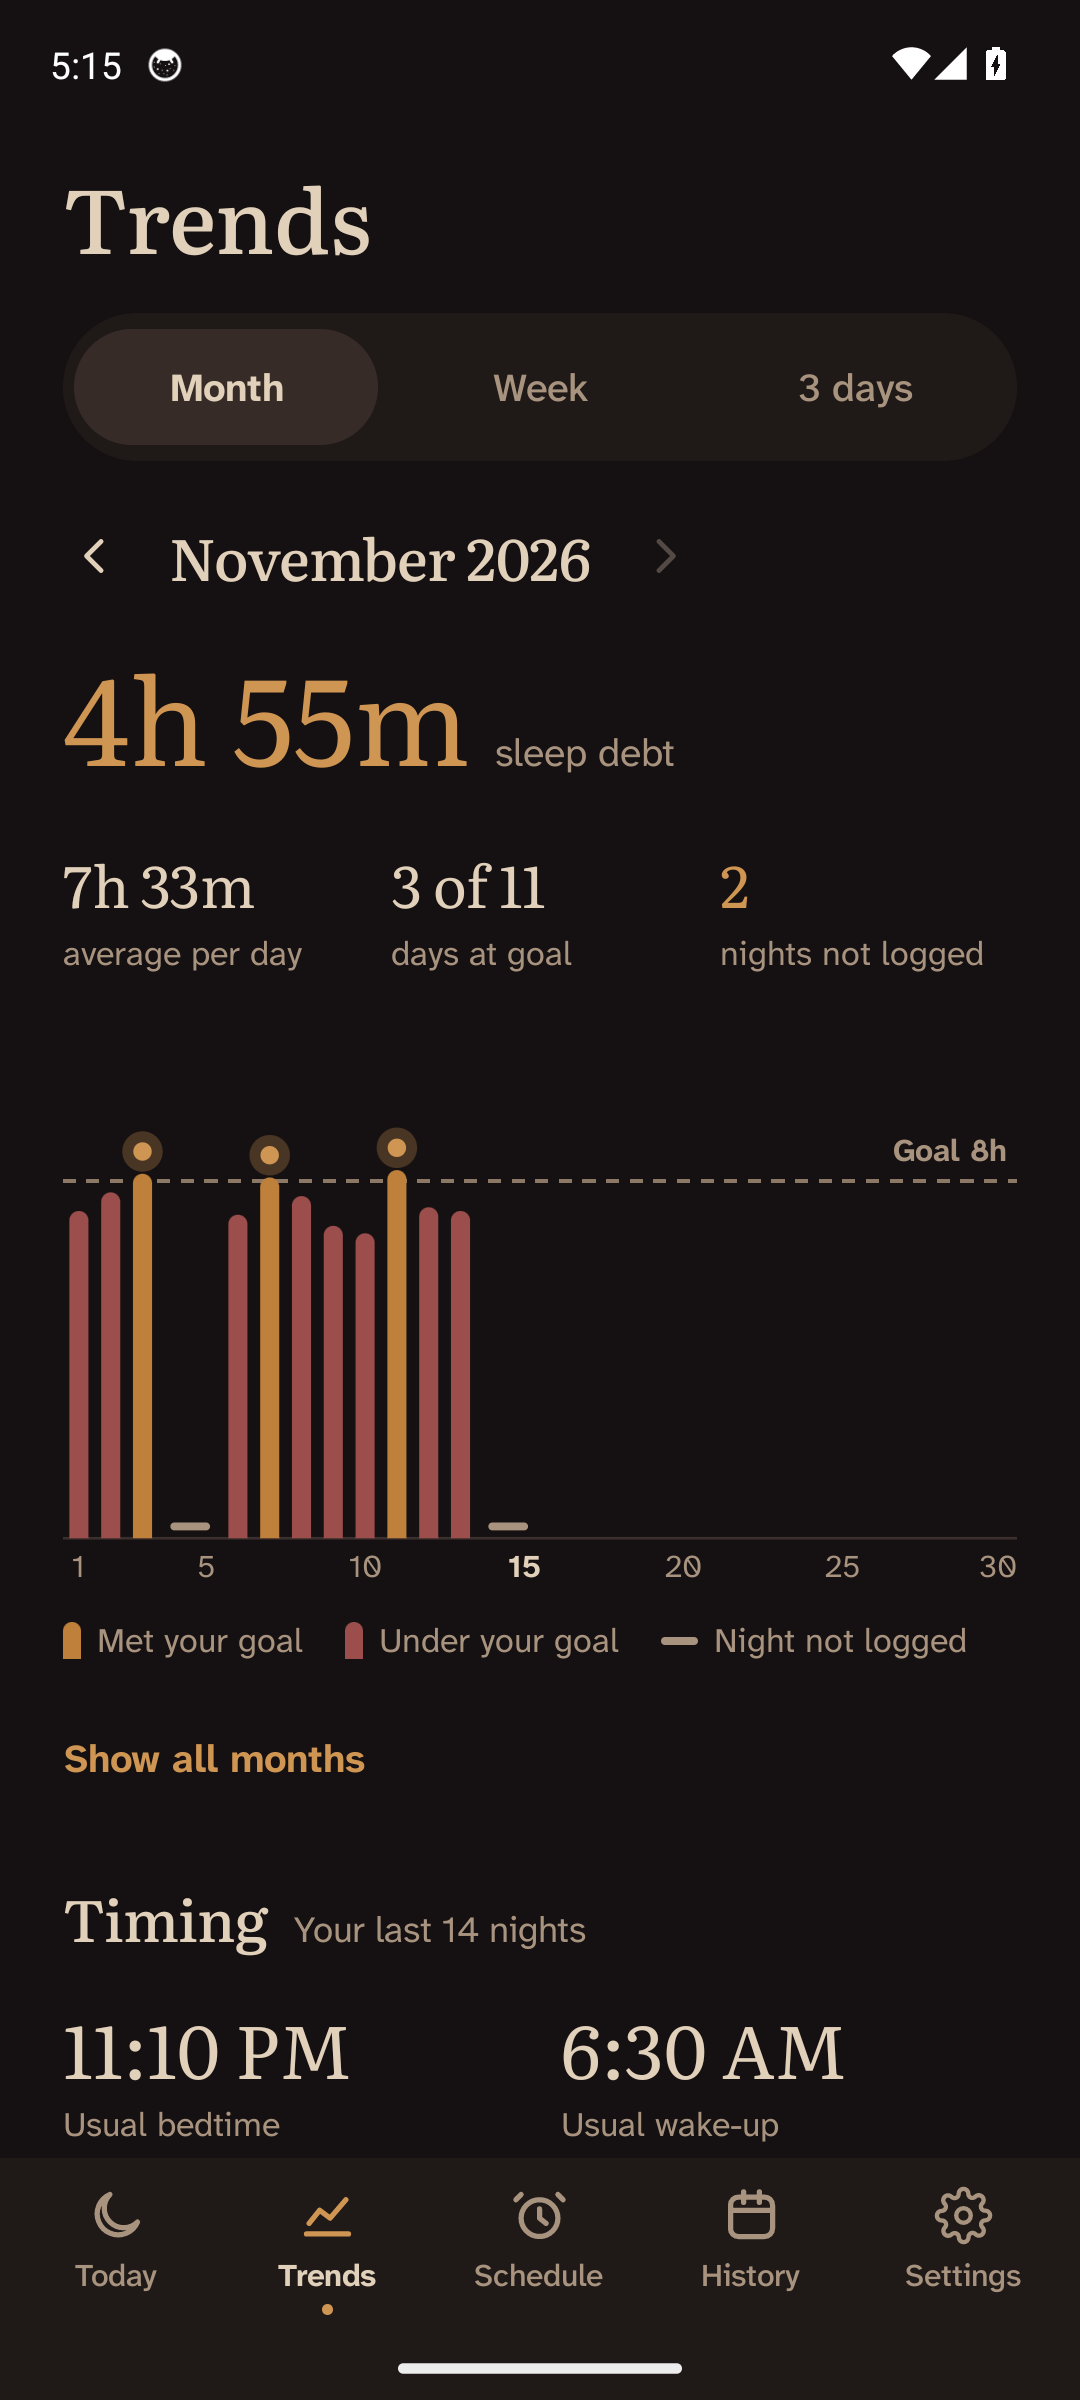 5:15
Trends
Month Week 3 days
November 2026
4h 55m sleep debt
7h 33m 3 of 11 2
average per day days at goal nights not logged
Goal 8h
1 5 10 15 20 25 30
Met your goal Under your goal Night not logged
Show all months
Timing Your last 14 nights
11:10 PM 6:30 AM
Usual bedtime Usual wake-up
Today Trends Schedule History Settings